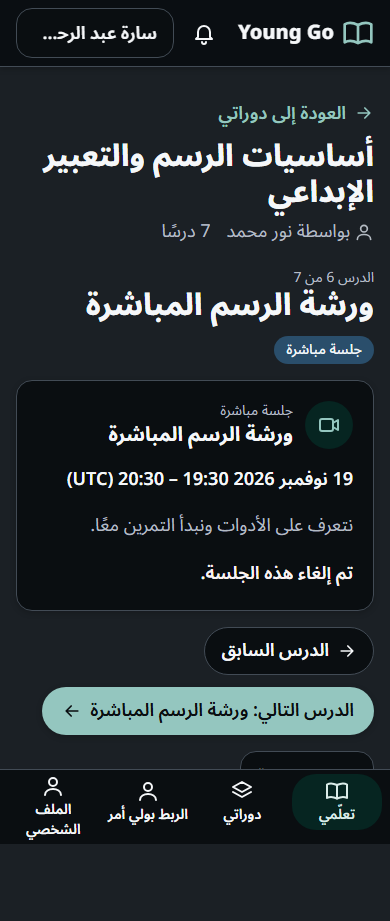 Young Go
سارة عبد الرحـ...
العودة إلى دوراتي
أساسيات الرسم والتعبير
الإبداعي
بواسطة نور محمد 7 درسًا
الدرس 6 من 7
ورشة الرسم المباشرة
جلسة مباشرة
جلسة مباشرة
ورشة الرسم المباشرة
19 نوفمبر 2026 19:30 – 20:30 (UTC)
نتعرف على الأدوات ونبدأ التمرين معًا.
تم إلغاء هذه الجلسة.
الدرس السابق
الدرس التالي: ورشة الرسم المباشرة
تعلّمي
دوراتي
الربط بولي أمر
الملف
الشخصي